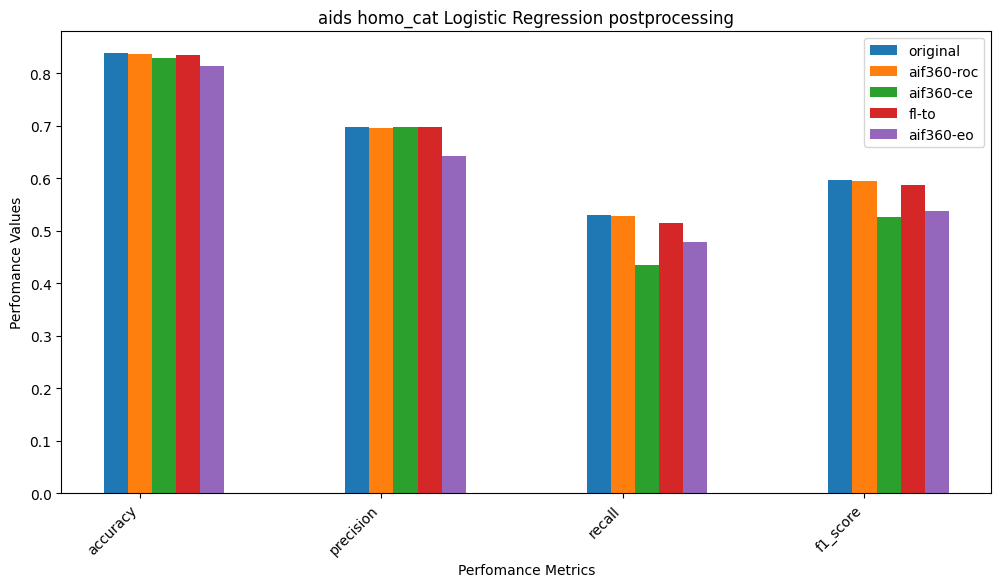 aids homo_cat Logistic Regression postprocessing
original
aif360-roc
aif360-ce
fl-to
aif360-eo
Perfomance Values
0.8
0.7
0.6
0.5
0.4
0.3
0.2
0.1
0.0
accuracy
precision
recall
f1_score
Perfomance Metrics